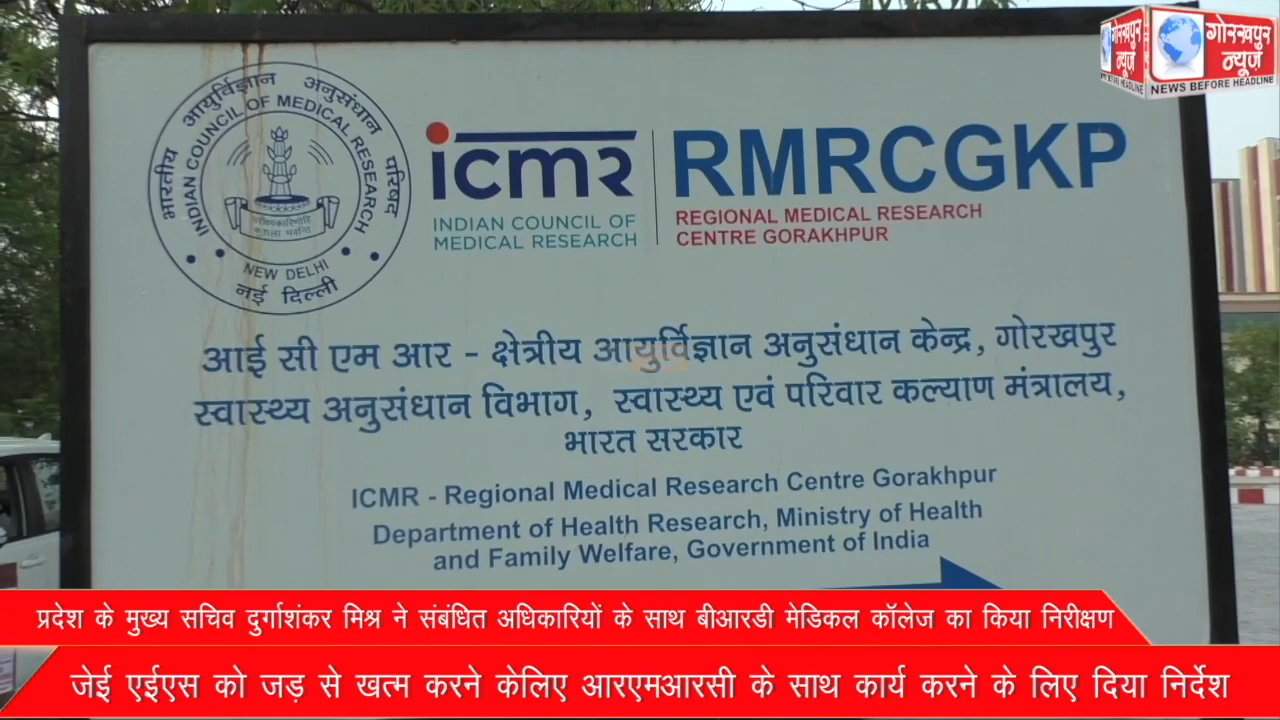 गोरखपुर
न्यूज़
गोरखपुर
न्यूज़
NEWS BEFORE HEADLINE
भारतीय आयुर्विज्ञान अनुसंधान परिषद
INDIAN COUNCIL OF MEDICAL RESEARCH
NEW DELHI
नई दिल्ली
icmr
INDIAN COUNCIL OF
MEDICAL RESEARCH
RMRCGKP
REGIONAL MEDICAL RESEARCH
CENTRE GORAKHPUR
आई सी एम आर - क्षेत्रीय आयुर्विज्ञान अनुसंधान केन्द्र, गोरखपुर
स्वास्थ्य अनुसंधान विभाग, स्वास्थ्य एवं परिवार कल्याण मंत्रालय,
भारत सरकार
ICMR - Regional Medical Research Centre Gorakhpur
Department of Health Research, Ministry of Health
and Family Welfare, Government of India
प्रदेश के मुख्य सचिव दुर्गाशंकर मिश्र ने संबंधित अधिकारियों के साथ बीआरडी मेडिकल कॉलेज का किया निरीक्षण
जेई एईएस को जड़ से खत्म करने केलिए आरएमआरसी के साथ कार्य करने के लिए दिया निर्देश